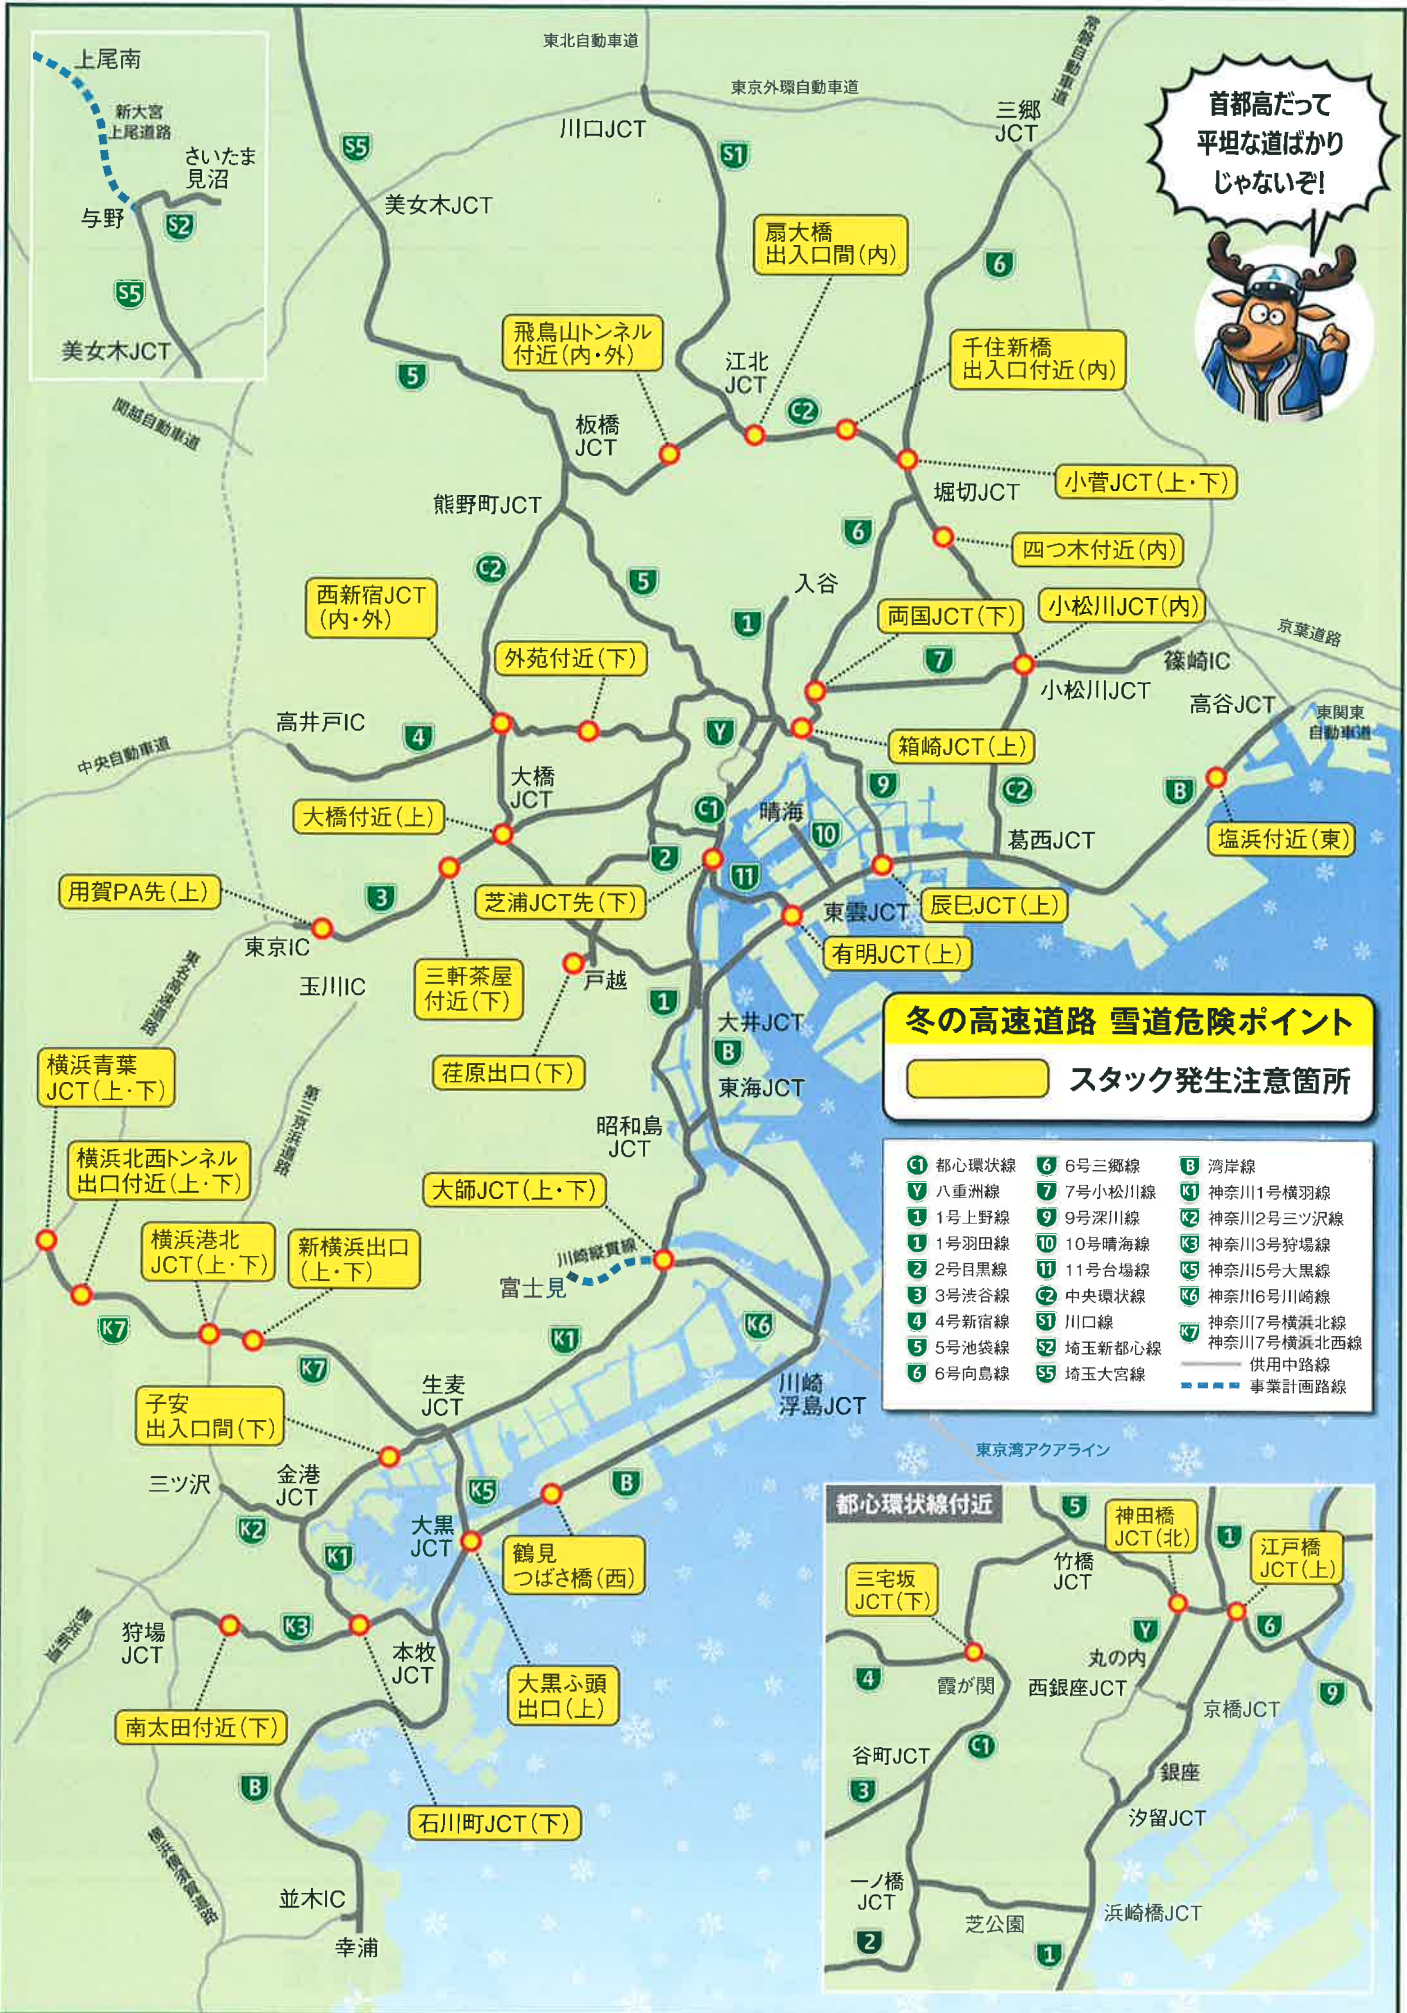 上尾南
新大宮
上尾道路
さいたま
見沼
与野
S2
S5
美女木JCT
東北自動車道
東京外環自動車道
常磐自動車道
川口JCT
三郷
JCT
首都高だって
平坦な道ばかり
じゃないぞ!
S5
S1
美女木JCT
扇大橋
出入口間(内)
6
飛鳥山トンネル
付近(内・外)
千住新橋
出入口付近(内)
江北
JCT
5
C2
関越自動車道
板橋
JCT
小菅JCT(上・下)
堀切JCT
熊野町JCT
6
四つ木付近(内)
C2
5
入谷
西新宿JCT
(内・外)
1
両国JCT(下)
小松川JCT(内)
京葉道路
外苑付近(下)
7
篠崎IC
小松川JCT
高谷JCT
東関東
自動車道
高井戸IC
4
Y
箱崎JCT(上)
中央自動車道
大橋
JCT
9
C2
B
大橋付近(上)
C1
晴海
10
葛西JCT
塩浜付近(東)
2
11
用賀PA先(上)
3
芝浦JCT先(下)
東雲JCT
辰巳JCT(上)
東京IC
有明JCT(上)
玉川IC
三軒茶屋
付近(下)
戸越
東名高速道路
1
大井JCT
冬の高速道路 雪道危険ポイント
スタック発生注意箇所
B
荏原出口(下)
東海JCT
横浜青葉
JCT(上・下)
第三京浜道路
昭和島
JCT
横浜北西トンネル
出口付近(上・下)
大師JCT(上・下)
横浜港北
JCT(上・下)
新横浜出口
(上・下)
川崎縦貫線
富士見
K7
K1
K6
K7
C1 都心環状線
Y 八重洲線
1 1号上野線
1 1号羽田線
2 2号目黒線
3 3号渋谷線
4 4号新宿線
5 5号池袋線
6 6号向島線
6 6号三郷線
7 7号小松川線
9 9号深川線
10 10号晴海線
11 11号台場線
C2 中央環状線
S1 川口線
S2 埼玉新都心線
S5 埼玉大宮線
B 湾岸線
K1 神奈川1号横羽線
K2 神奈川2号三ツ沢線
K3 神奈川3号狩場線
K5 神奈川5号大黒線
K6 神奈川6号川崎線
K7 神奈川7号横浜北線
神奈川7号横浜北西線
供用中路線
事業計画路線
生麦
JCT
川崎
浮島JCT
子安
出入口間(下)
東京湾アクアライン
三ツ沢
金港
JCT
K5
B
K2
大黒
JCT
K1
鶴見
つばさ橋(西)
横浜新道
狩場
JCT
K3
本牧
JCT
大黒ふ頭
出口(上)
南太田付近(下)
B
石川町JCT(下)
横浜横須賀道路
並木IC
幸浦
都心環状線付近
5
神田橋
JCT(北)
1
江戸橋
JCT(上)
竹橋
JCT
三宅坂
JCT(下)
Y
6
丸の内
4
霞が関
西銀座JCT
9
京橋JCT
谷町JCT
C1
3
銀座
汐留JCT
一ノ橋
JCT
芝公園
浜崎橋JCT
2
1